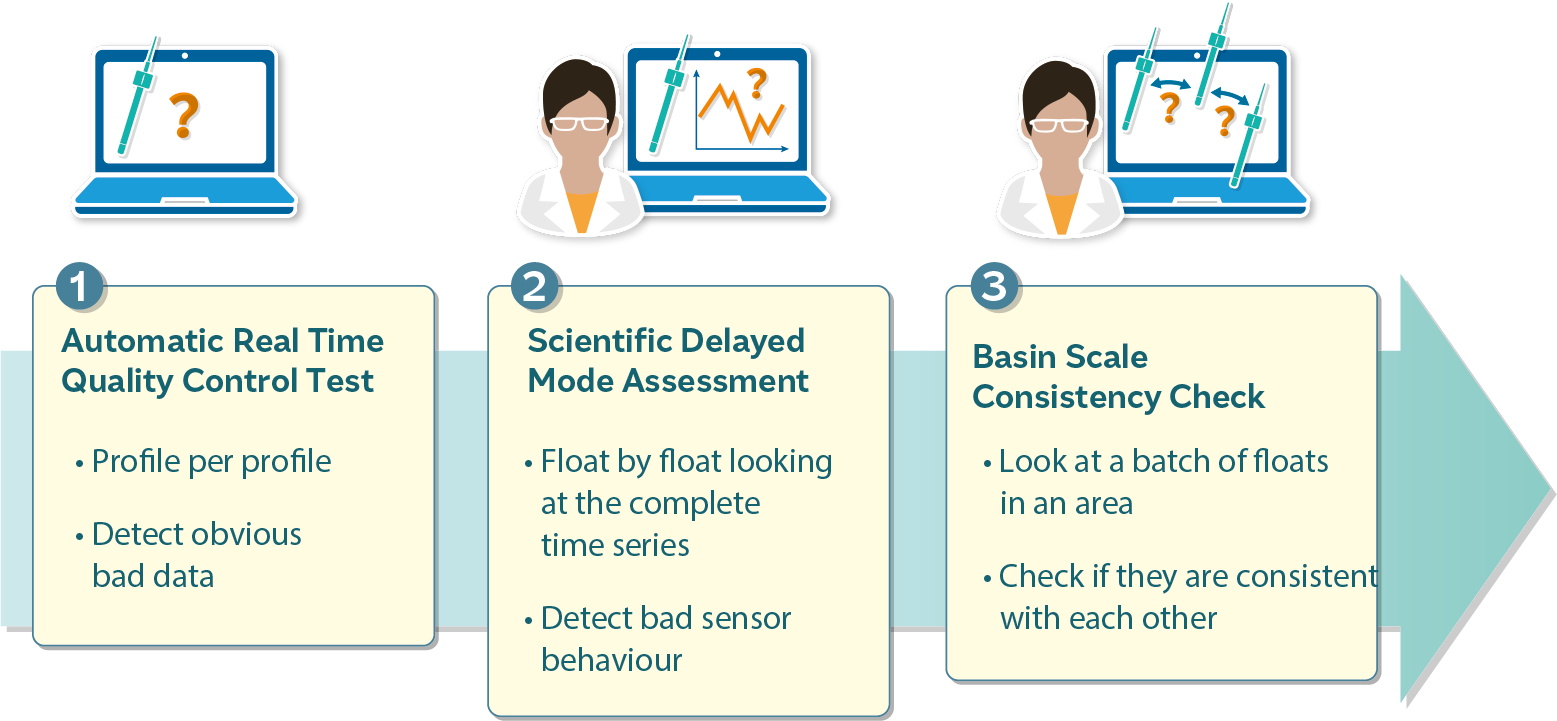 ?
?
?
?
1
Automatic Real Time
Quality Control Test
• Profile per profile
• Detect obvious
bad data
2
Scientific Delayed
Mode Assessment
• Float by float looking
at the complete
time series
• Detect bad sensor
behaviour
3
Basin Scale
Consistency Check
• Look at a batch of floats
in an area
• Check if they are consistent
with each other